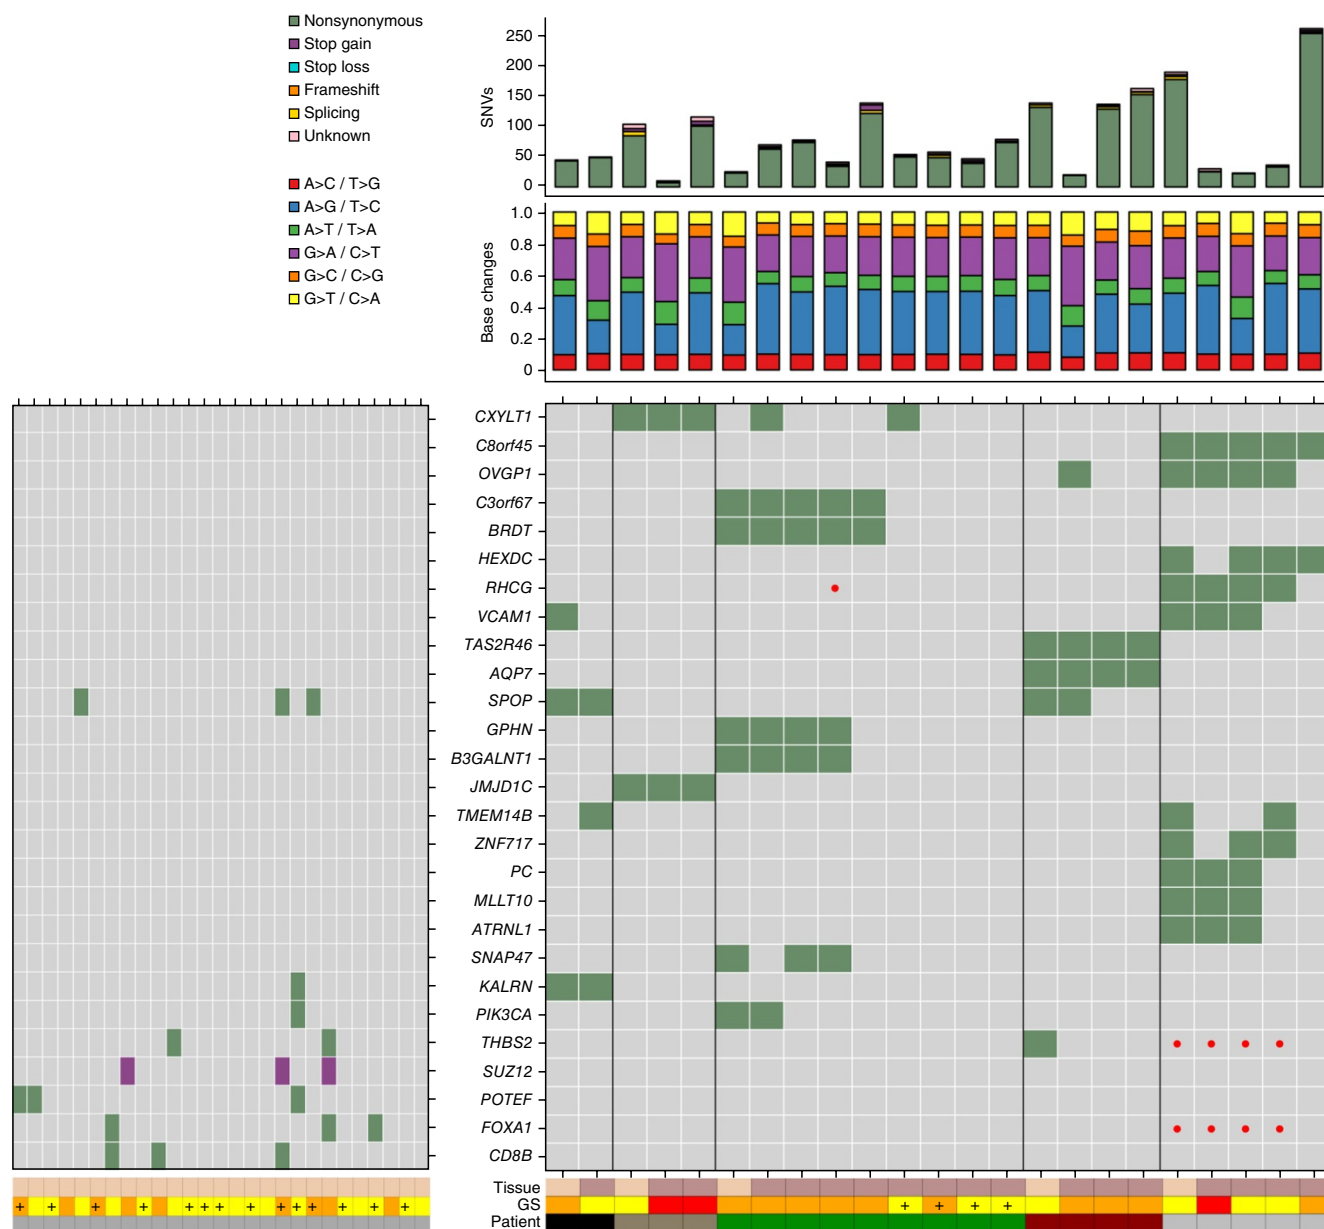 Nonsynonymous
Stop gain
Stop loss
Frameshift
Splicing
Unknown
A>C / T>G
A>G / T>C
A>T / T>A
G>A / C>T
G>C / C>G
G>T / C>A
SNVs
250
200
150
100
50
0
Base changes
1.0
0.8
0.6
0.4
0.2
0
CXYLT1
C8orf45
OVGP1
C3orf67
BRDT
HEXDC
RHCG
VCAM1
TAS2R46
AQP7
SPOP
GPHN
B3GALNT1
JMJD1C
TMEM14B
ZNF717
PC
MLLT10
ATRNL1
SNAP47
KALRN
PIK3CA
THBS2
SUZ12
POTEF
FOXA1
CD8B
Tissue
+ + + + + + + + + + + + + + GS + + + +
Patient